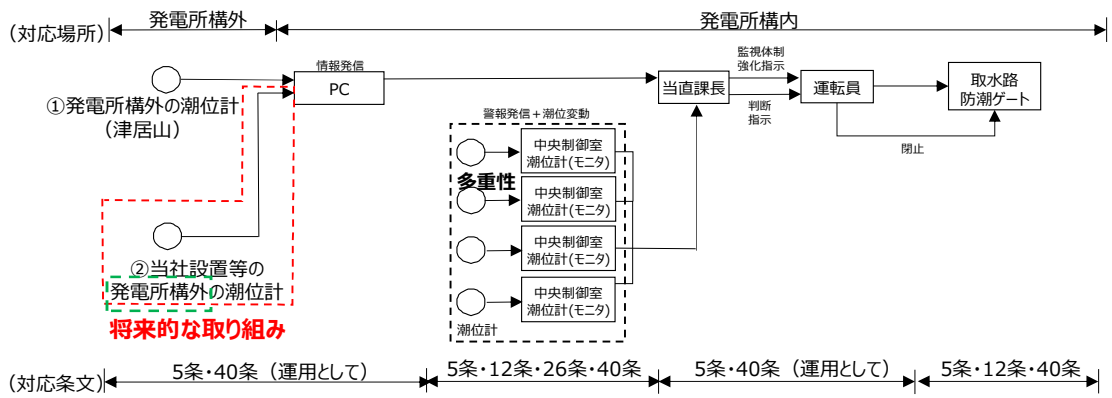 (対応場所)
発電所構外
発電所構内
情報発信
PC
①発電所構外の潮位計
(津居山)
②当社設置等の
発電所構外の潮位計
将来的な取り組み
警報発信+潮位変動
多重性
中央制御室
潮位計(モニタ)
中央制御室
潮位計(モニタ)
中央制御室
潮位計(モニタ)
中央制御室
潮位計(モニタ)
潮位計
当直課長
監視体制
強化指示
判断
指示
運転員
閉止
取水路
防潮ゲート
(対応条文)
5条・40条(運用として)
5条・12条・26条・40条
5条・40条(運用として)
5条・12条・40条